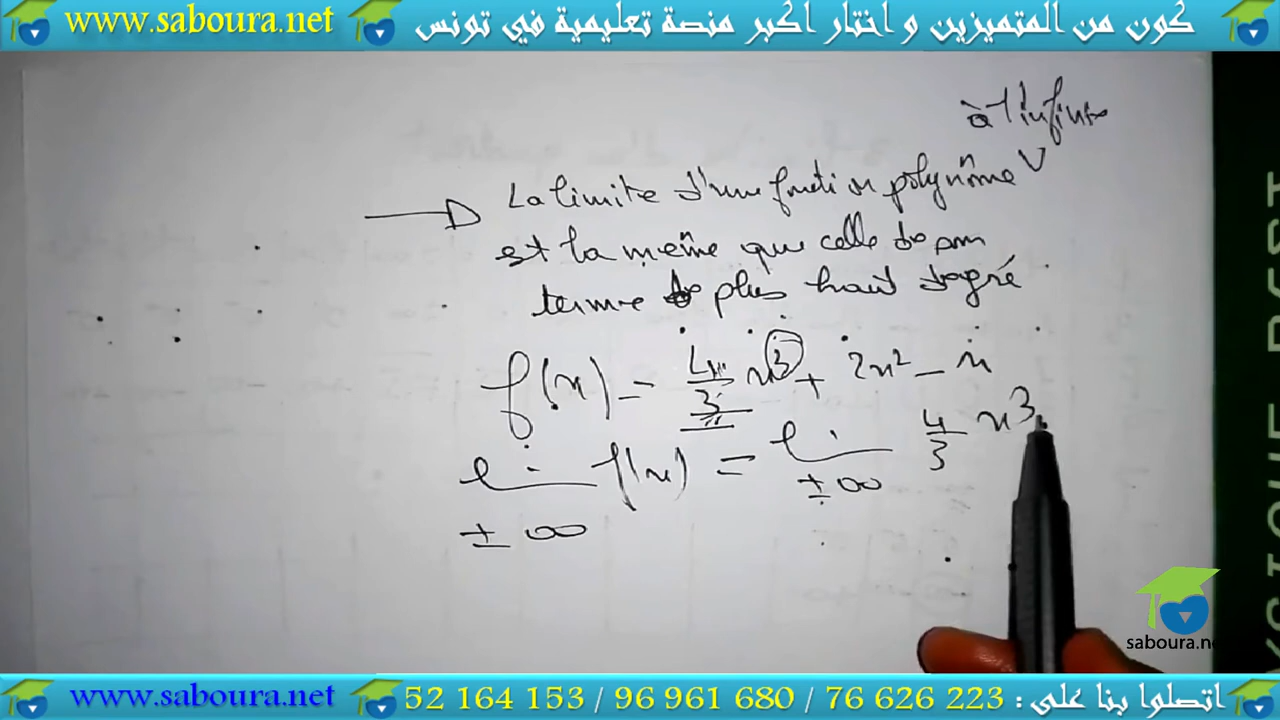 www.saboura.net
كون من المتميزين و اختار اكبر منصة تعليمية في تونس
à l'infini
La limite d'une fonction polynôme V
est la même que celle de son
terme de plus haut degré
f(x) = 4/3 x³ + 2x² - x
lim f(x) = lim 4/3 x³
±∞ ±∞
saboura.ne
www.saboura.net
52 164 153 / 96 961 680 / 76 626 223 : اتصلوا بنا على